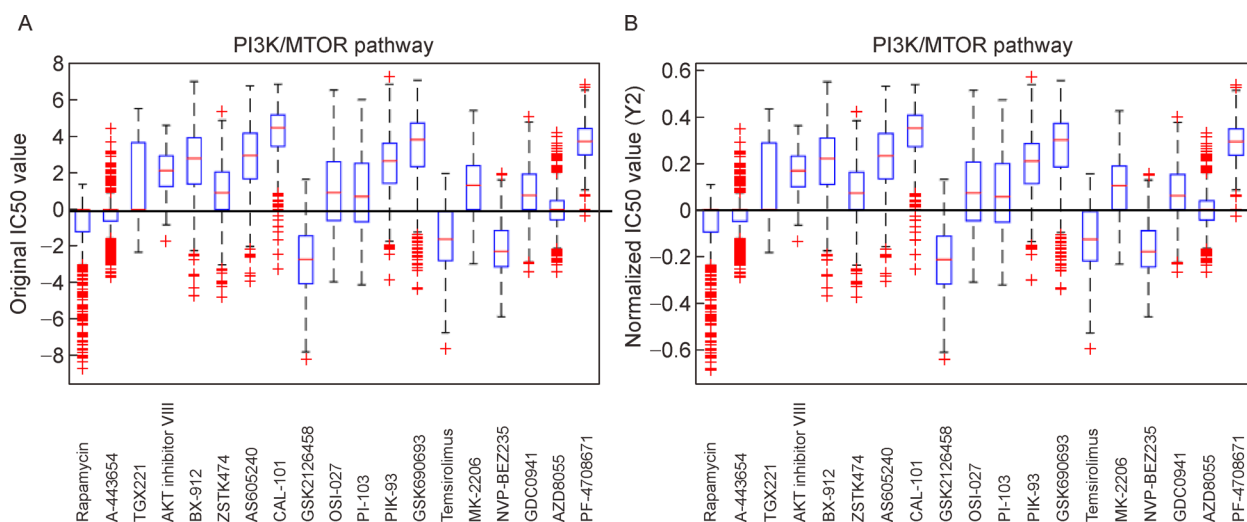 A
PI3K/MTOR pathway
Original IC50 value
8
6
4
2
0
−2
−4
−6
−8
Rapamycin
A-443654
TGX221
AKT inhibitor VIII
BX-912
ZSTK474
AS605240
CAL-101
GSK2126458
OSI-027
PI-103
PIK-93
GSK690693
Temsirolimus
MK-2206
NVP-BEZ235
GDC0941
AZD8055
PF-4708671
B
PI3K/MTOR pathway
Normalized IC50 value (Y2)
0.6
0.4
0.2
0
−0.2
−0.4
−0.6
Rapamycin
A-443654
TGX221
AKT inhibitor VIII
BX-912
ZSTK474
AS605240
CAL-101
GSK2126458
OSI-027
PI-103
PIK-93
GSK690693
Temsirolimus
MK-2206
NVP-BEZ235
GDC0941
AZD8055
PF-4708671